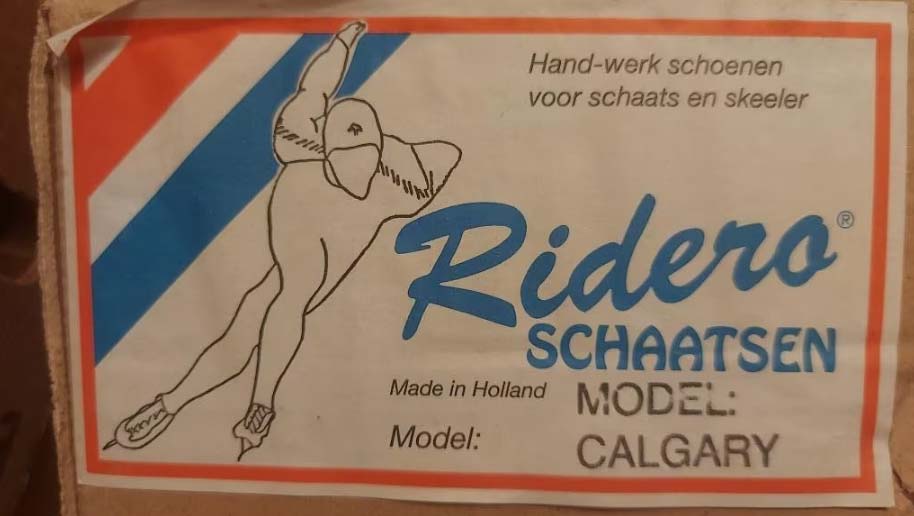 Hand-werk schoenen
voor schaats en skeeler
Ridero®
SCHAATSEN
Made in Holland
MODEL:
Model:
CALGARY